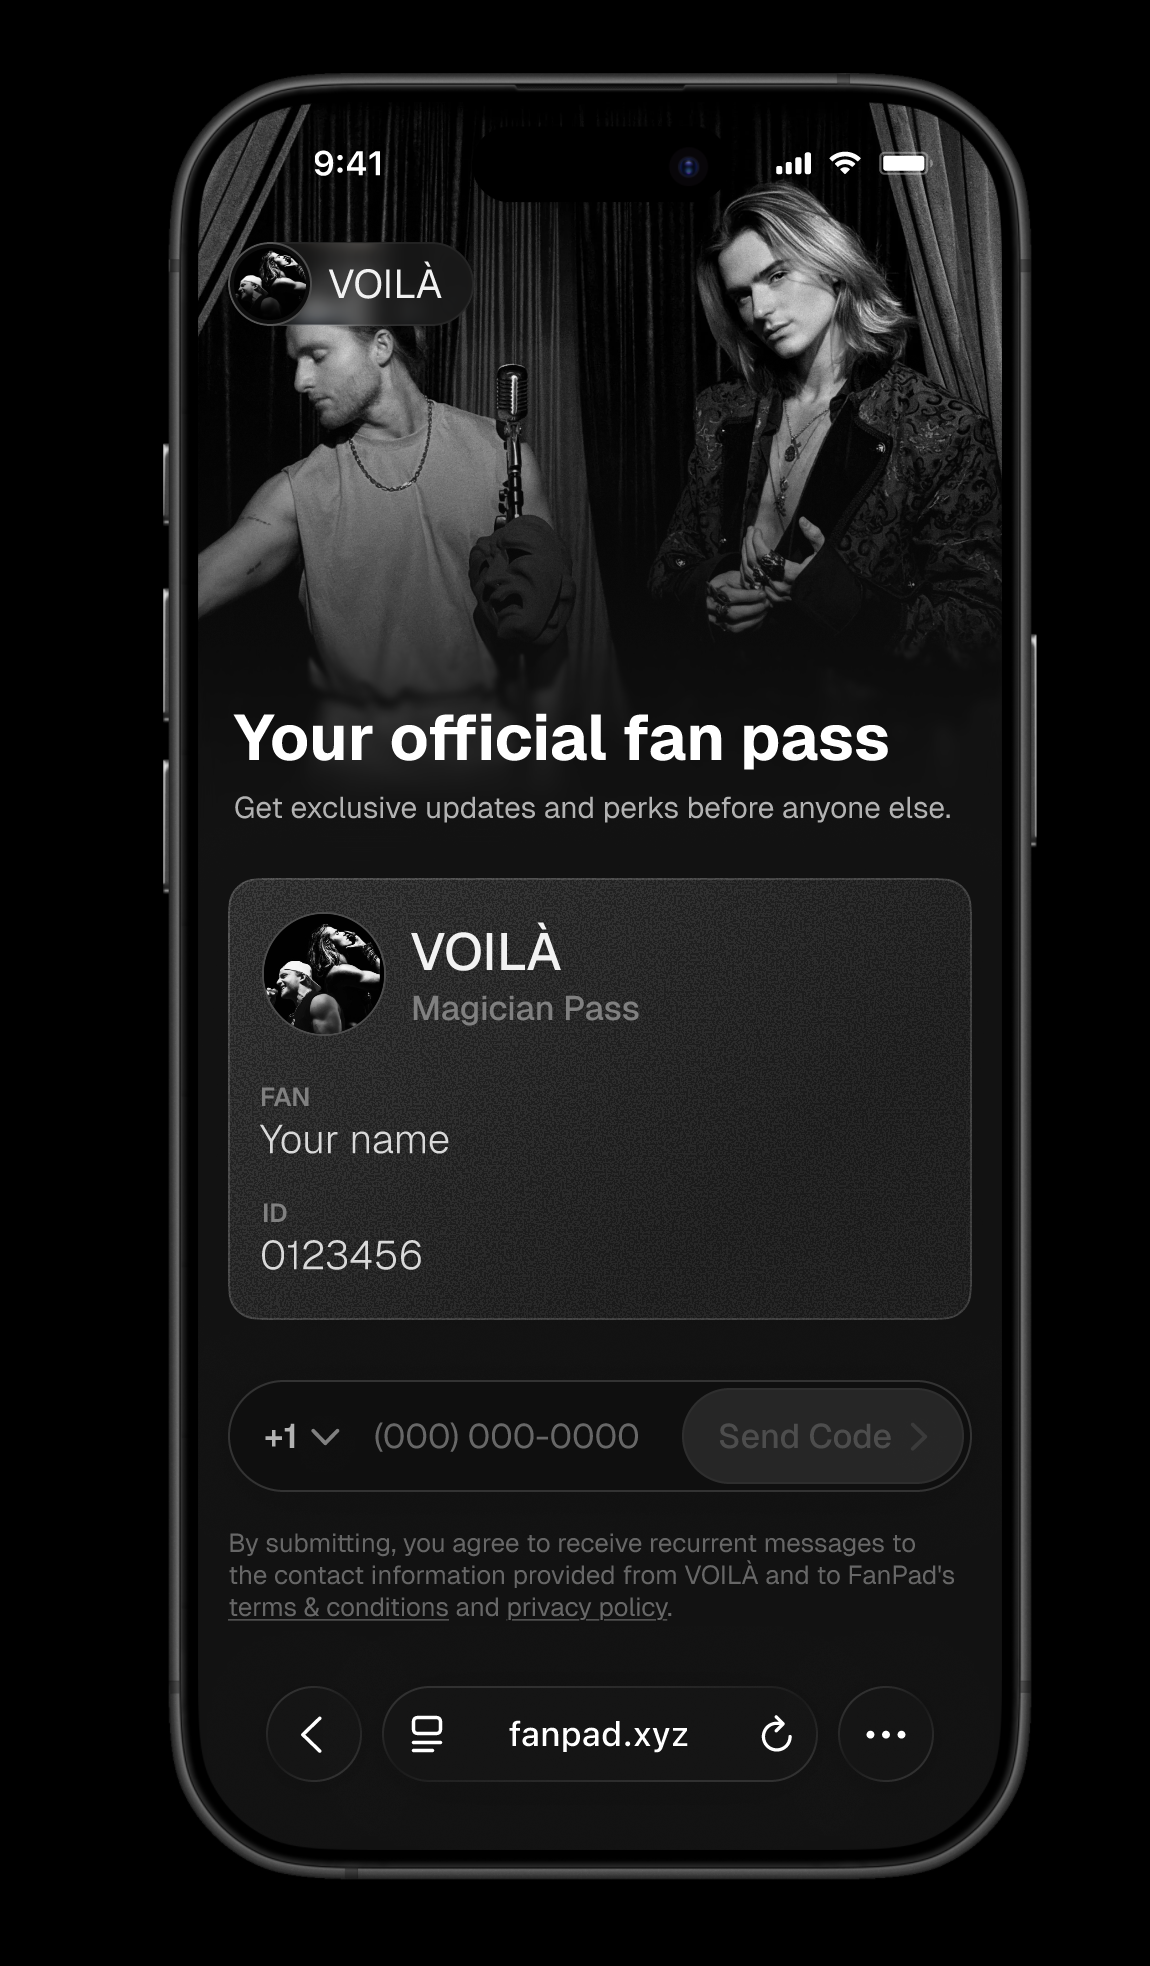 9:41
VOILÀ
Your official fan pass
Get exclusive updates and perks before anyone else.
VOILÀ
Magician Pass
FAN
Your name
ID
0123456
+1 (000) 000-0000 Send Code
By submitting, you agree to receive recurrent messages to
the contact information provided from VOILÀ and to FanPad's
terms & conditions and privacy policy.
fanpad.xyz